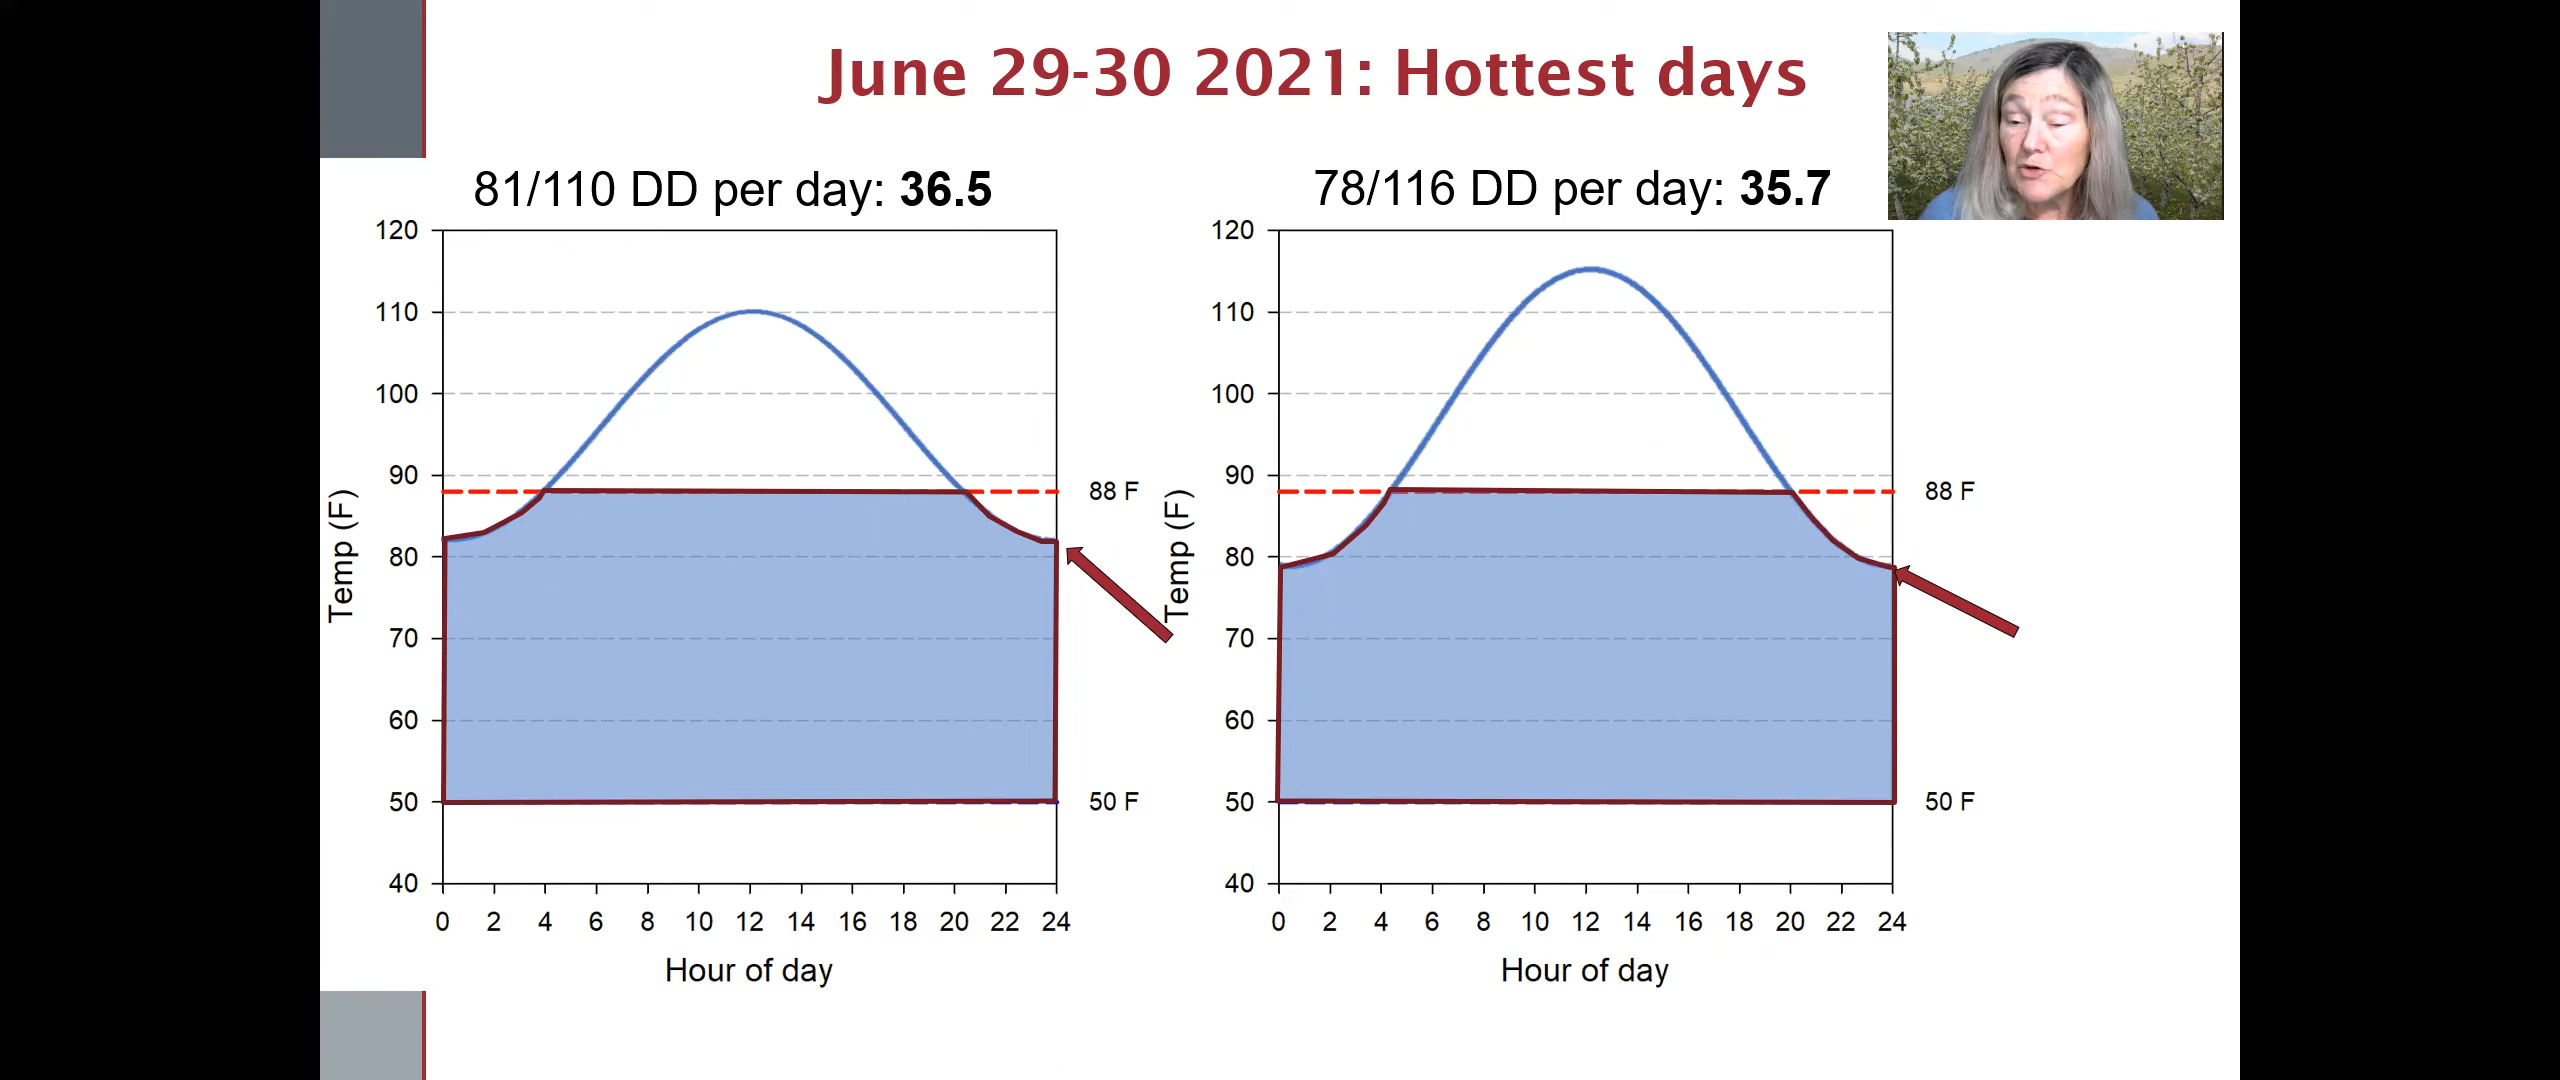 June 29-30 2021: Hottest days
81/110 DD per day: 36.5
120
110
100
90
80
70
60
50
40
Temp (F)
88 F
50 F
0 2 4 6 8 10 12 14 16 18 20 22 24
Hour of day
78/116 DD per day: 35.7
120
110
100
90
80
70
60
50
40
Temp (F)
88 F
50 F
0 2 4 6 8 10 12 14 16 18 20 22 24
Hour of day